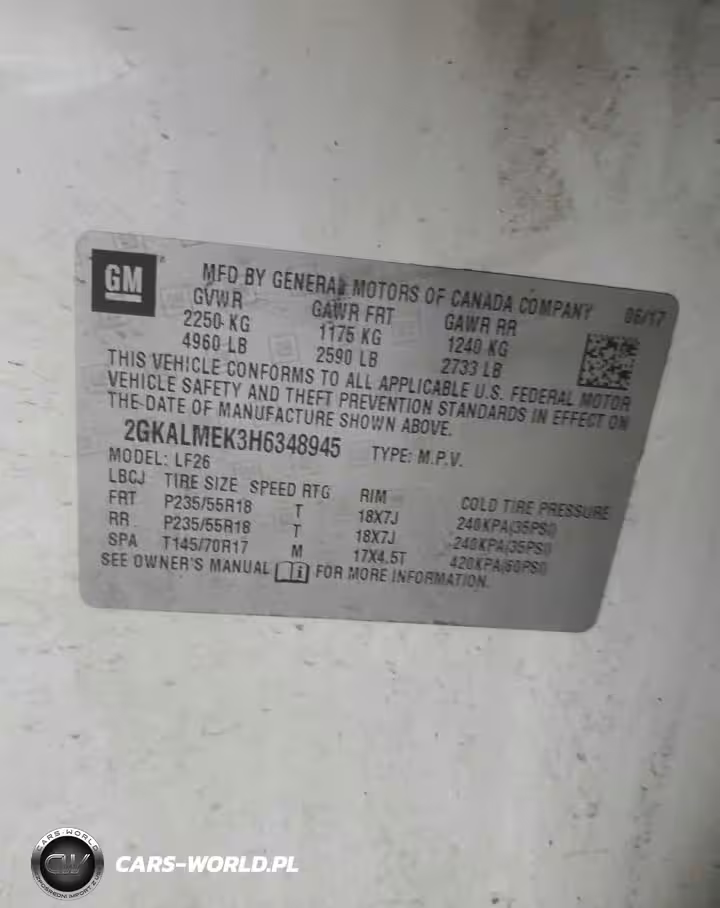 GM
MFD BY GENERAL MOTORS OF CANADA COMPANY 06/17
GVWR GAWR FRT GAWR RR
2250 KG 1175 KG 1240 KG
4960 LB 2590 LB 2733 LB
THIS VEHICLE CONFORMS TO ALL APPLICABLE U.S. FEDERAL MOTOR
VEHICLE SAFETY AND THEFT PREVENTION STANDARDS IN EFFECT ON
THE DATE OF MANUFACTURE SHOWN ABOVE.
2GKALMEK3H6348945 TYPE: M.P.V.
MODEL: LF26
LBCJ TIRE SIZE SPEED RTG RIM COLD TIRE PRESSURE
FRT P235/55R18 T 18X7J 240KPA(35PSI)
RR P235/55R18 T 18X7J 240KPA(35PSI)
SPA T145/70R17 M 17X4.5T 420KPA(60PSI)
SEE OWNER'S MANUAL FOR MORE INFORMATION.
CARS-WORLD
CARS-WORLD.PL